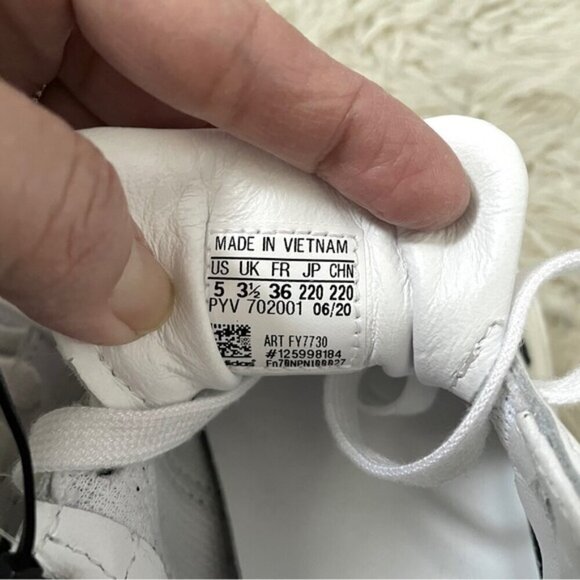 MADE IN VIETNAM
US UK FR JP CHN
5 3½ 36 220 220
PYV 702001 06/20
ART FY7730
#125998184
adidas